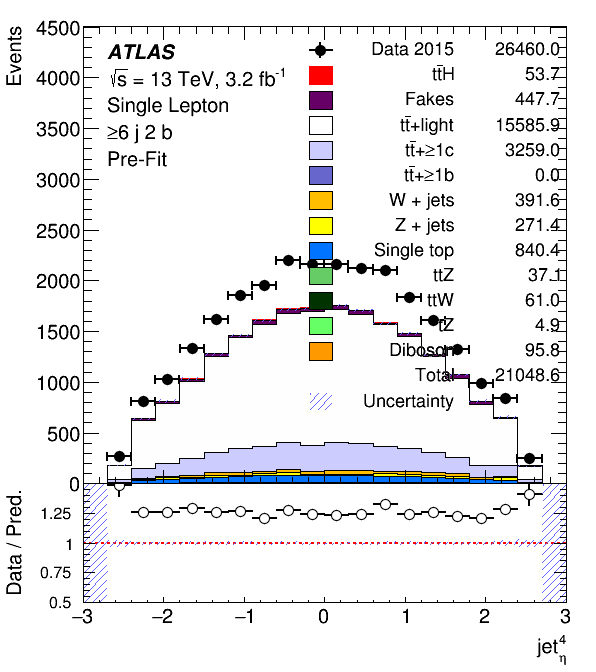 Events
4500
4000
3500
3000
2500
2000
1500
1000
500
0
ATLAS
√s = 13 TeV, 3.2 fb⁻¹
Single Lepton
≥6 j 2 b
Pre-Fit
Data 2015 26460.0
tt̄H 53.7
Fakes 447.7
tt̄+light 15585.9
tt̄+≥1c 3259.0
tt̄+≥1b 0.0
W + jets 391.6
Z + jets 271.4
Single top 840.4
ttZ 37.1
ttW 61.0
tZ 4.9
Diboson 95.8
Total 21048.6
Uncertainty
Data / Pred.
1.25
1
0.75
0.5
−3 −2 −1 0 1 2 3
jet⁴η